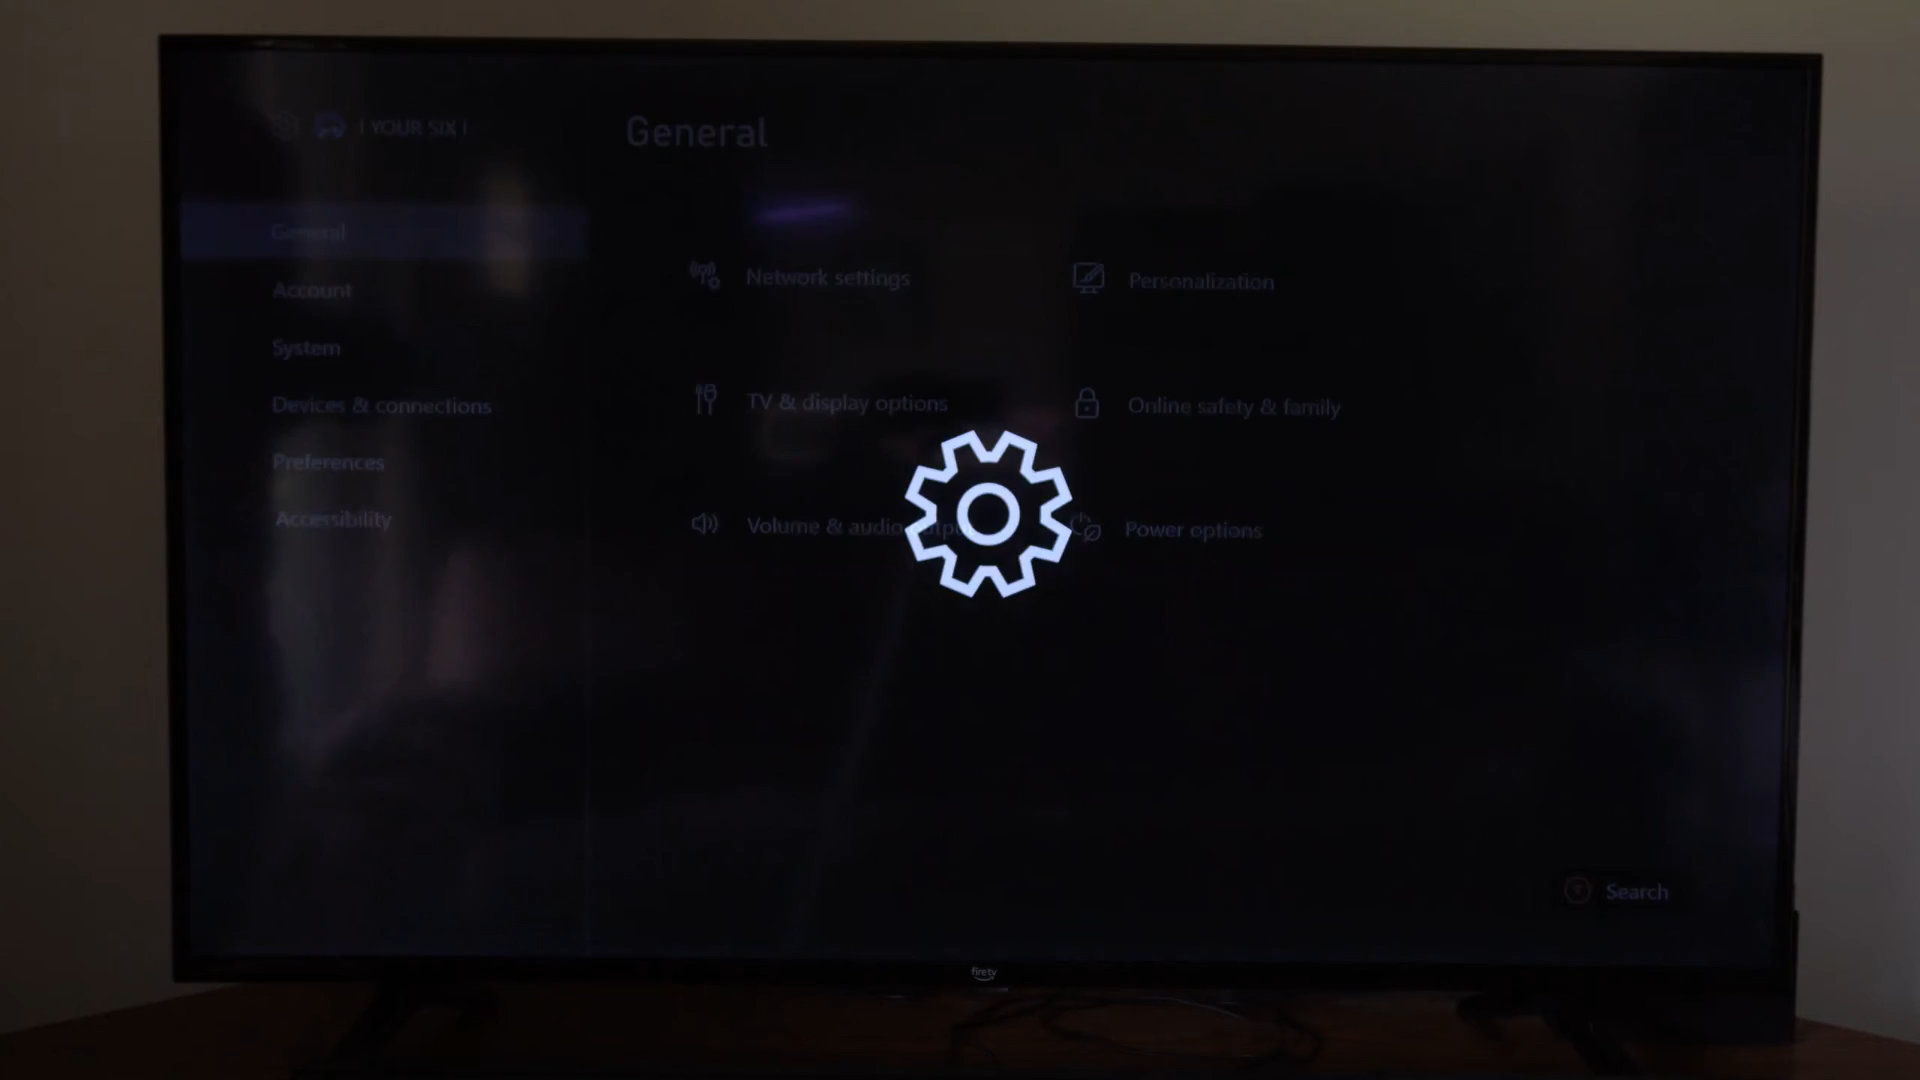 | YOUR SIX |
General
General
Account
System
Devices & connections
Preferences
Accessibility
Network settings
Personalization
TV & display options
Online safety & family
Volume & audio output
Power options
Search
firetv